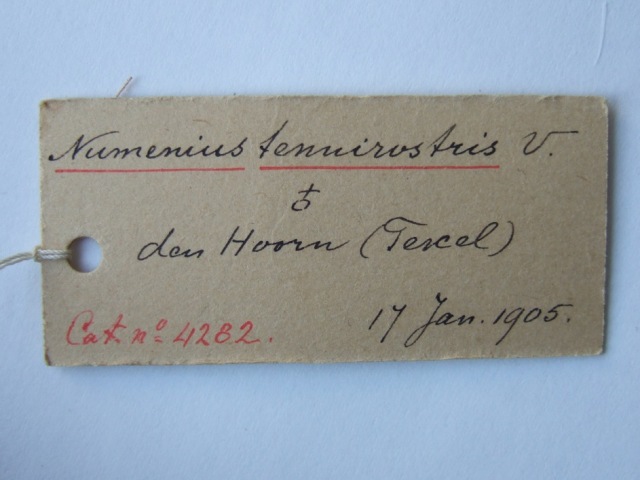 Numenius tenuirostris V.
♁
den Hoorn (Texel)
17 Jan. 1905.
Cat. no. 4282.